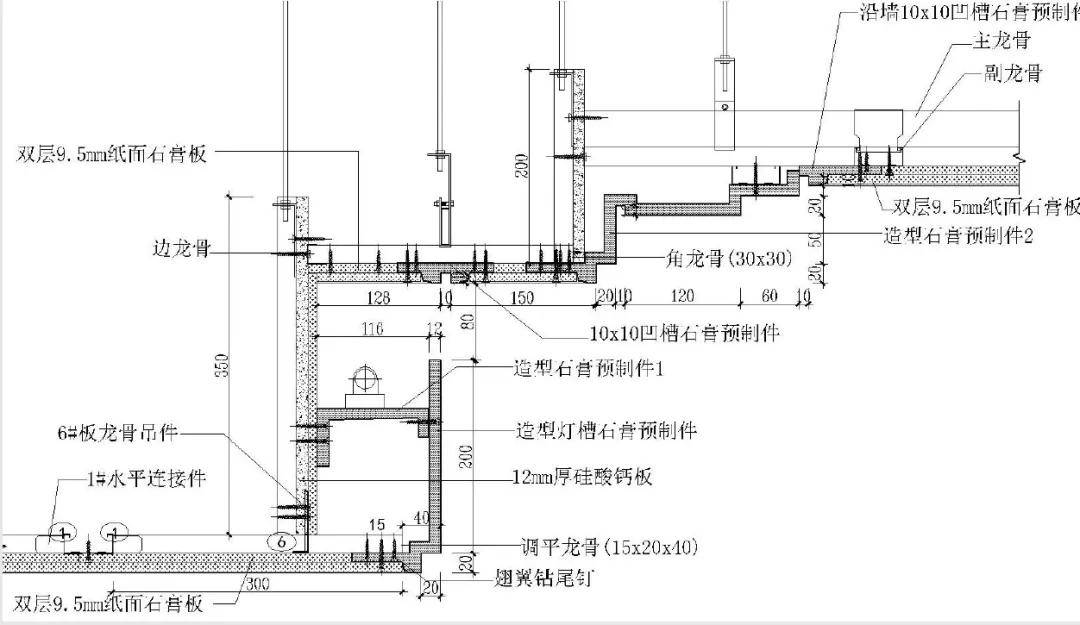 沿墙10x10凹槽石膏预制件
主龙骨
副龙骨
双层9.5mm纸面石膏板
200
10
20
双层9.5mm纸面石膏板
造型石膏预制件2
50
边龙骨
角龙骨(30x30)
20
128
10
150
20
10
120
60
10
116
12
80
10x10凹槽石膏预制件
350
造型石膏预制件1
6#板龙骨吊件
造型灯槽石膏预制件
200
1#水平连接件
12mm厚硅酸钙板
1
1
6
15
40
调平龙骨(15x20x40)
20
翅翼钻尾钉
300
20
双层9.5mm纸面石膏板